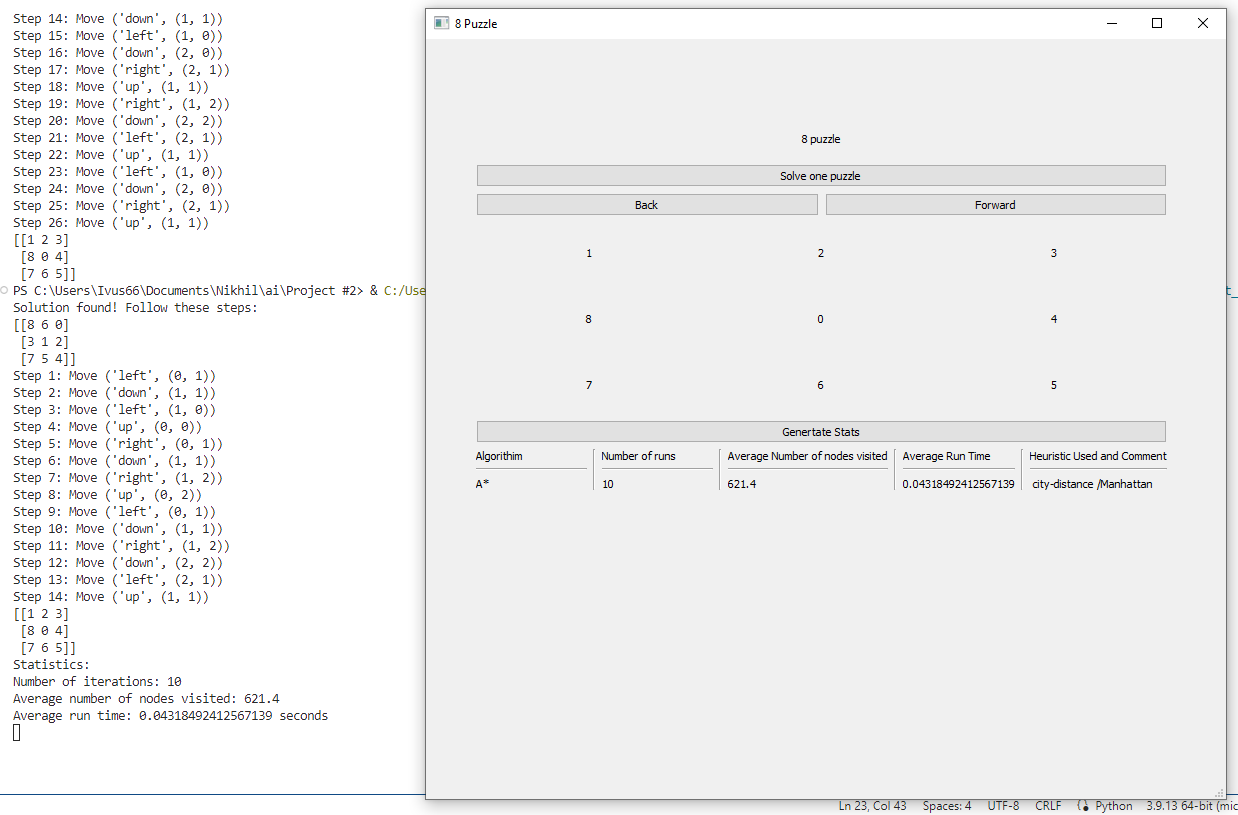 Step 14: Move ('down', (1, 1))
Step 15: Move ('left', (1, 0))
Step 16: Move ('down', (2, 0))
Step 17: Move ('right', (2, 1))
Step 18: Move ('up', (1, 1))
Step 19: Move ('right', (1, 2))
Step 20: Move ('down', (2, 2))
Step 21: Move ('left', (2, 1))
Step 22: Move ('up', (1, 1))
Step 23: Move ('left', (1, 0))
Step 24: Move ('down', (2, 0))
Step 25: Move ('right', (2, 1))
Step 26: Move ('up', (1, 1))
[[1 2 3]
[8 0 4]
[7 6 5]]
PS C:\Users\Ivus66\Documents\Nikhil\ai\Project #2> & C:/Use
Solution found! Follow these steps:
[[8 6 0]
[3 1 2]
[7 5 4]]
Step 1: Move ('left', (0, 1))
Step 2: Move ('down', (1, 1))
Step 3: Move ('left', (1, 0))
Step 4: Move ('up', (0, 0))
Step 5: Move ('right', (0, 1))
Step 6: Move ('down', (1, 1))
Step 7: Move ('right', (1, 2))
Step 8: Move ('up', (0, 2))
Step 9: Move ('left', (0, 1))
Step 10: Move ('down', (1, 1))
Step 11: Move ('right', (1, 2))
Step 12: Move ('down', (2, 2))
Step 13: Move ('left', (2, 1))
Step 14: Move ('up', (1, 1))
[[1 2 3]
[8 0 4]
[7 6 5]]
Statistics:
Number of iterations: 10
Average number of nodes visited: 621.4
Average run time: 0.04318492412567139 seconds
8 Puzzle
8 puzzle
Solve one puzzle
Back Forward
1 2 3
8 0 4
7 6 5
Genertate Stats
Algorithim Number of runs Average Number of nodes visited Average Run Time Heuristic Used and Comment
A* 10 621.4 0.04318492412567139 city-distance /Manhattan
t_
Ln 23, Col 43 Spaces: 4 UTF-8 CRLF Python 3.9.13 64-bit (mic